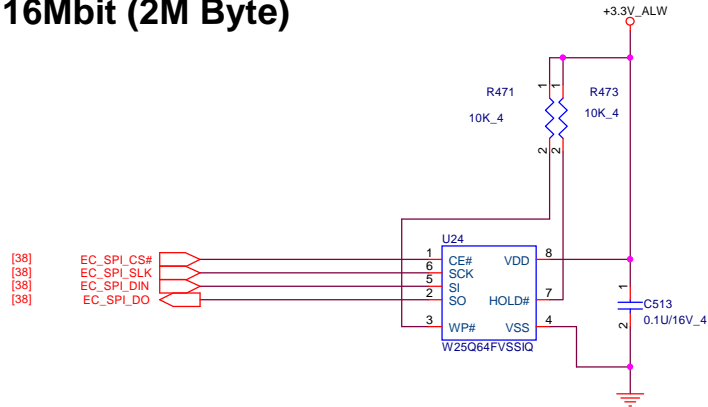 16Mbit (2M Byte)
+3.3V_ALW
R471
10K_4
1
2
R473
10K_4
1
2
[38] EC_SPI_CS#
[38] EC_SPI_SLK
[38] EC_SPI_DIN
[38] EC_SPI_DO
U24
1 CE# VDD 8
6 SCK
5 SI
2 SO HOLD# 7
3 WP# VSS 4
W25Q64FVSSIQ
1
C513
0.1U/16V_4
2